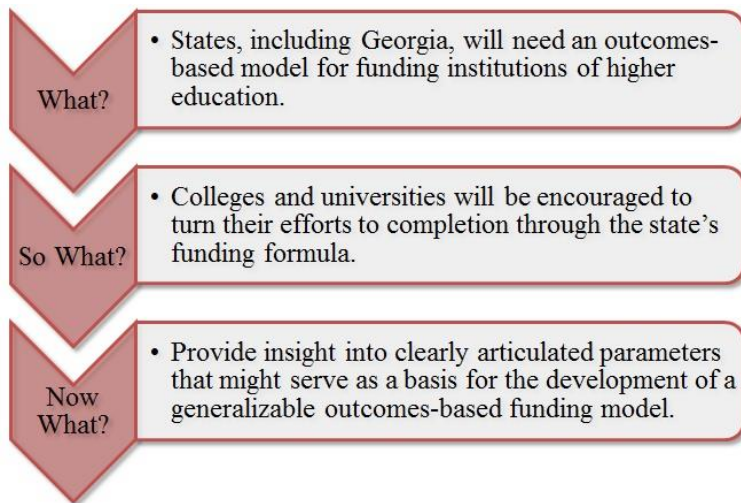 What?
• States, including Georgia, will need an outcomes-
based model for funding institutions of higher
education.
So What?
• Colleges and universities will be encouraged to
turn their efforts to completion through the state's
funding formula.
Now
What?
• Provide insight into clearly articulated parameters
that might serve as a basis for the development of a
generalizable outcomes-based funding model.